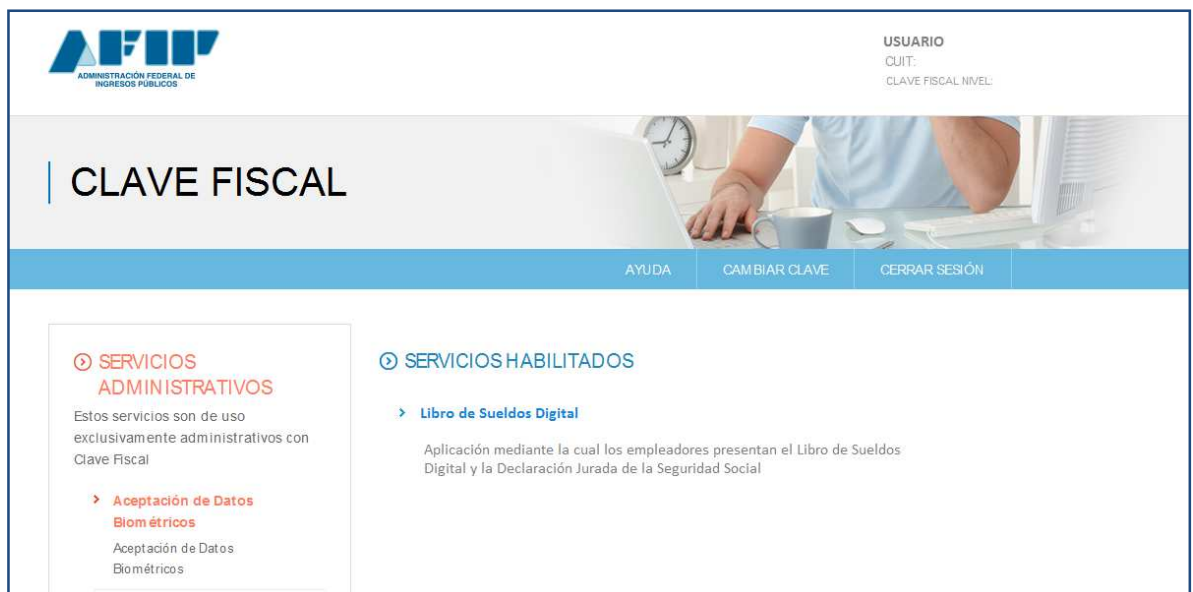 AFIP
ADMINISTRACIÓN FEDERAL DE
INGRESOS PÚBLICOS
USUARIO
CUIT:
CLAVE FISCAL NIVEL:
CLAVE FISCAL
AYUDA
CAMBIAR CLAVE
CERRAR SESIÓN
SERVICIOS
ADMINISTRATIVOS
Estos servicios son de uso
exclusivamente administrativos con
Clave Fiscal
Aceptación de Datos
Biométricos
Aceptación de Datos
Biométricos
SERVICIOS HABILITADOS
Libro de Sueldos Digital
Aplicación mediante la cual los empleadores presentan el Libro de Sueldos
Digital y la Declaración Jurada de la Seguridad Social